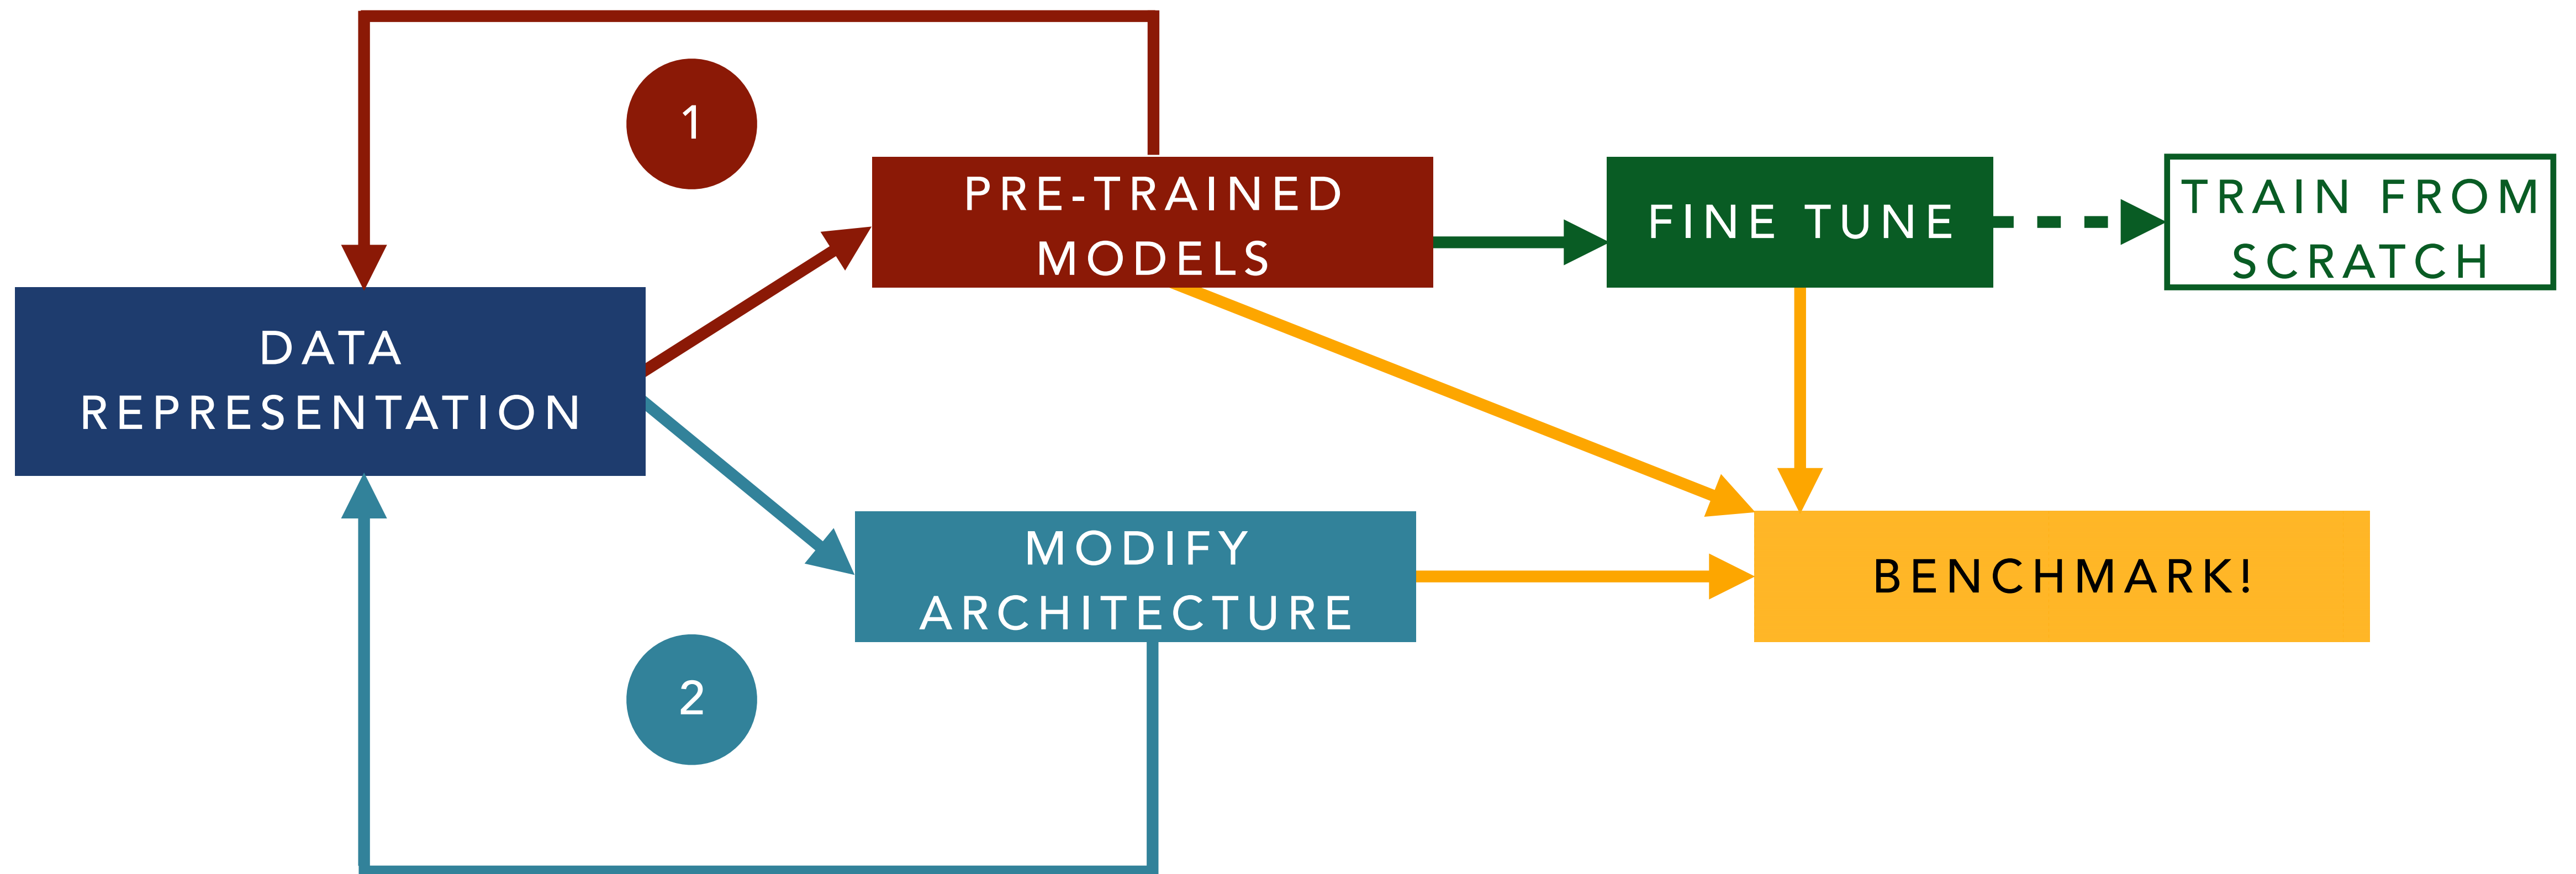 1
PRE-TRAINED
MODELS
FINE TUNE
TRAIN FROM
SCRATCH
DATA
REPRESENTATION
MODIFY
ARCHITECTURE
BENCHMARK!
2